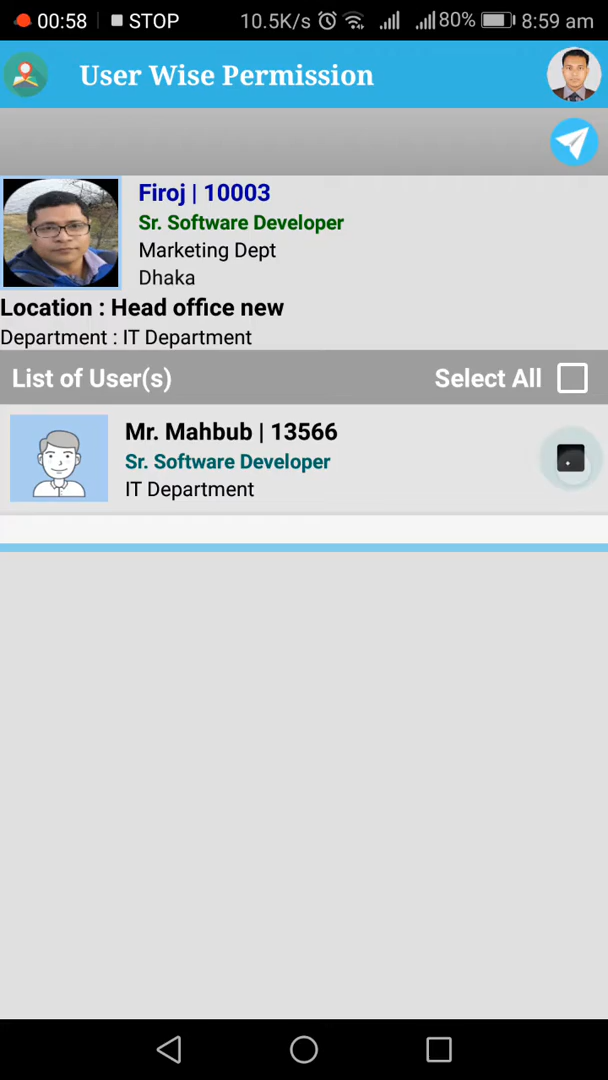 00:58 STOP 10.5K/s 80% 8:59 am
User Wise Permission
Firoj | 10003
Sr. Software Developer
Marketing Dept
Dhaka
Location : Head office new
Department : IT Department
List of User(s) Select All
Mr. Mahbub | 13566
Sr. Software Developer
IT Department